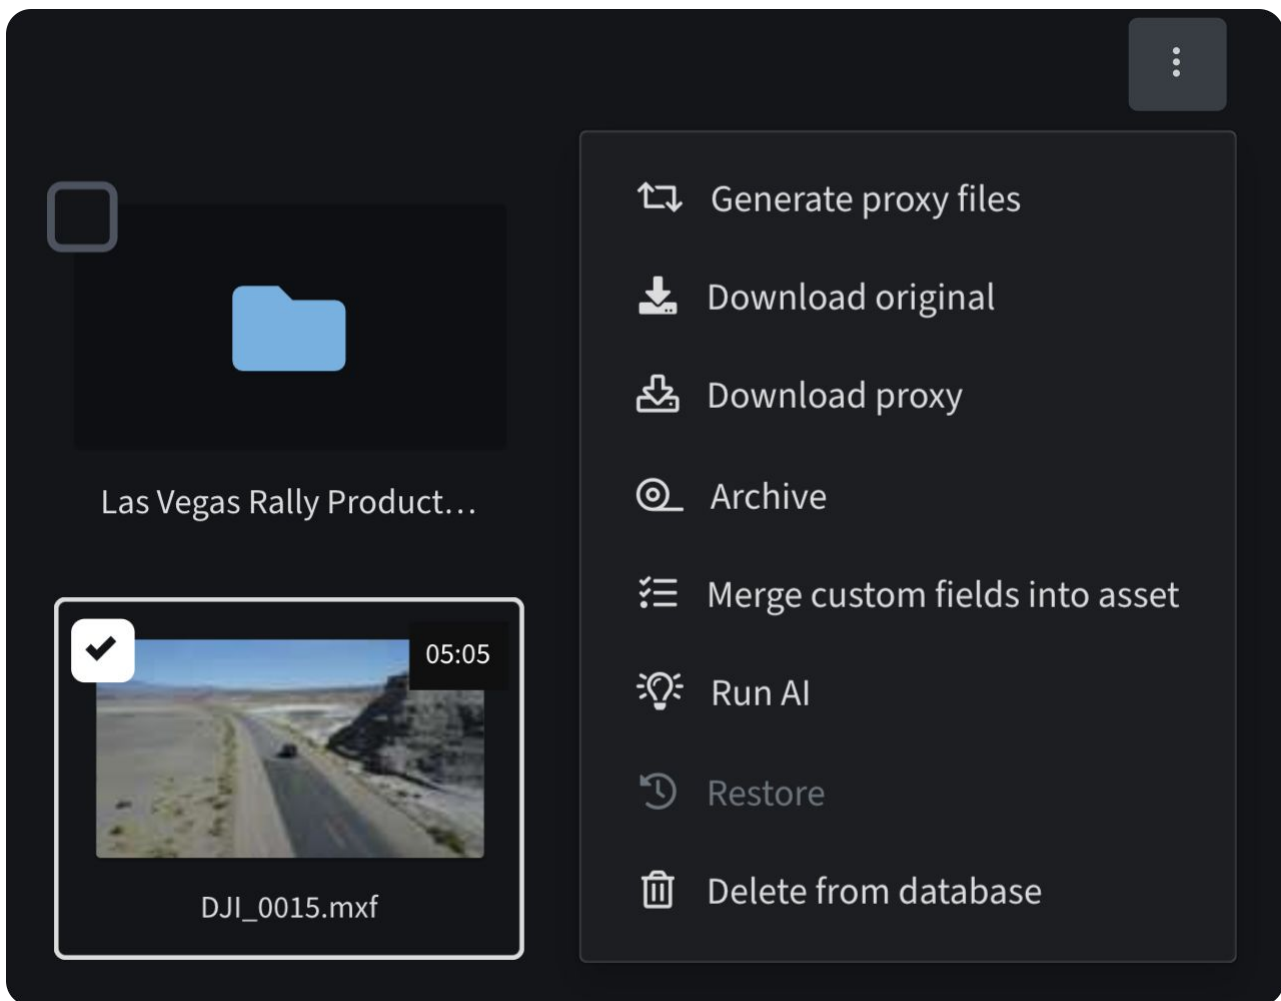 Generate proxy files
Download original
Download proxy
Las Vegas Rally Product…
Archive
Merge custom fields into asset
05:05
Run AI
Restore
Delete from database
DJI_0015.mxf